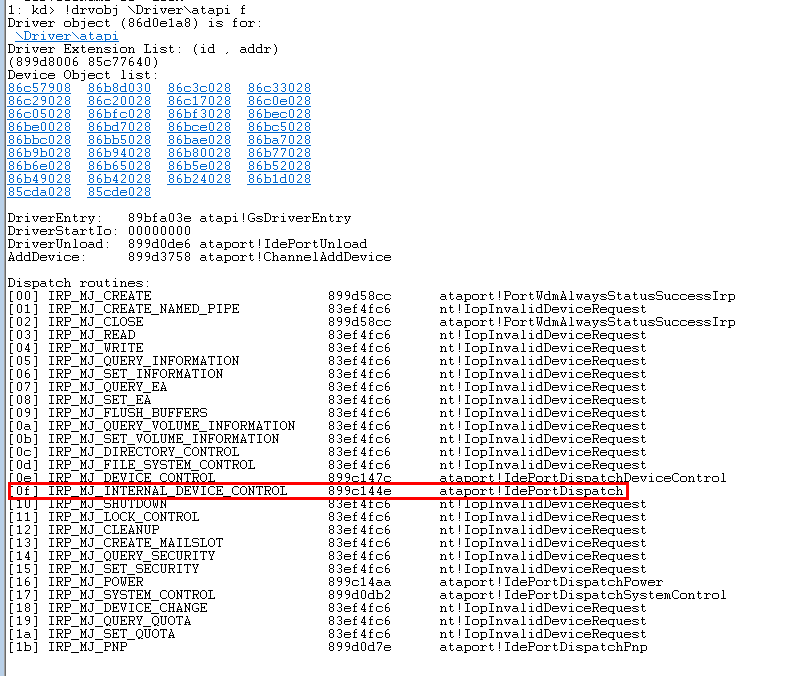 1: kd> !drvobj \Driver\atapi f
Driver object (86d0e1a8) is for:
\Driver\atapi
Driver Extension List: (id , addr)
(899d8006 85c77640)
Device Object list:
86c57908 86b8d030 86c3c028 86c33028
86c29028 86c20028 86c17028 86c0e028
86c05028 86bfc028 86bf3028 86bec028
86be0028 86bd7028 86bce028 86bc5028
86bbc028 86bb5028 86bae028 86ba7028
86b9b028 86b94028 86b80028 86b77028
86b6e028 86b65028 86b5e028 86b52028
86b49028 86b42028 86b24028 86b1d028
85cda028 85cde028
DriverEntry: 89bfa03e atapi!GsDriverEntry
DriverStartIo: 00000000
DriverUnload: 899d0de6 ataport!IdePortUnload
AddDevice: 899d3758 ataport!ChannelAddDevice
Dispatch routines:
[00] IRP_MJ_CREATE 899d58cc ataport!PortWdmAlwaysStatusSuccessIrp
[01] IRP_MJ_CREATE_NAMED_PIPE 83ef4fc6 nt!IopInvalidDeviceRequest
[02] IRP_MJ_CLOSE 899d58cc ataport!PortWdmAlwaysStatusSuccessIrp
[03] IRP_MJ_READ 83ef4fc6 nt!IopInvalidDeviceRequest
[04] IRP_MJ_WRITE 83ef4fc6 nt!IopInvalidDeviceRequest
[05] IRP_MJ_QUERY_INFORMATION 83ef4fc6 nt!IopInvalidDeviceRequest
[06] IRP_MJ_SET_INFORMATION 83ef4fc6 nt!IopInvalidDeviceRequest
[07] IRP_MJ_QUERY_EA 83ef4fc6 nt!IopInvalidDeviceRequest
[08] IRP_MJ_SET_EA 83ef4fc6 nt!IopInvalidDeviceRequest
[09] IRP_MJ_FLUSH_BUFFERS 83ef4fc6 nt!IopInvalidDeviceRequest
[0a] IRP_MJ_QUERY_VOLUME_INFORMATION 83ef4fc6 nt!IopInvalidDeviceRequest
[0b] IRP_MJ_SET_VOLUME_INFORMATION 83ef4fc6 nt!IopInvalidDeviceRequest
[0c] IRP_MJ_DIRECTORY_CONTROL 83ef4fc6 nt!IopInvalidDeviceRequest
[0d] IRP_MJ_FILE_SYSTEM_CONTROL 83ef4fc6 nt!IopInvalidDeviceRequest
[0e] IRP_MJ_DEVICE_CONTROL 899c147c ataport!IdePortDispatchDeviceControl
[0f] IRP_MJ_INTERNAL_DEVICE_CONTROL 899c144e ataport!IdePortDispatch
[10] IRP_MJ_SHUTDOWN 83ef4fc6 nt!IopInvalidDeviceRequest
[11] IRP_MJ_LOCK_CONTROL 83ef4fc6 nt!IopInvalidDeviceRequest
[12] IRP_MJ_CLEANUP 83ef4fc6 nt!IopInvalidDeviceRequest
[13] IRP_MJ_CREATE_MAILSLOT 83ef4fc6 nt!IopInvalidDeviceRequest
[14] IRP_MJ_QUERY_SECURITY 83ef4fc6 nt!IopInvalidDeviceRequest
[15] IRP_MJ_SET_SECURITY 83ef4fc6 nt!IopInvalidDeviceRequest
[16] IRP_MJ_POWER 899c14aa ataport!IdePortDispatchPower
[17] IRP_MJ_SYSTEM_CONTROL 899d0db2 ataport!IdePortDispatchSystemControl
[18] IRP_MJ_DEVICE_CHANGE 83ef4fc6 nt!IopInvalidDeviceRequest
[19] IRP_MJ_QUERY_QUOTA 83ef4fc6 nt!IopInvalidDeviceRequest
[1a] IRP_MJ_SET_QUOTA 83ef4fc6 nt!IopInvalidDeviceRequest
[1b] IRP_MJ_PNP 899d0d7e ataport!IdePortDispatchPnp